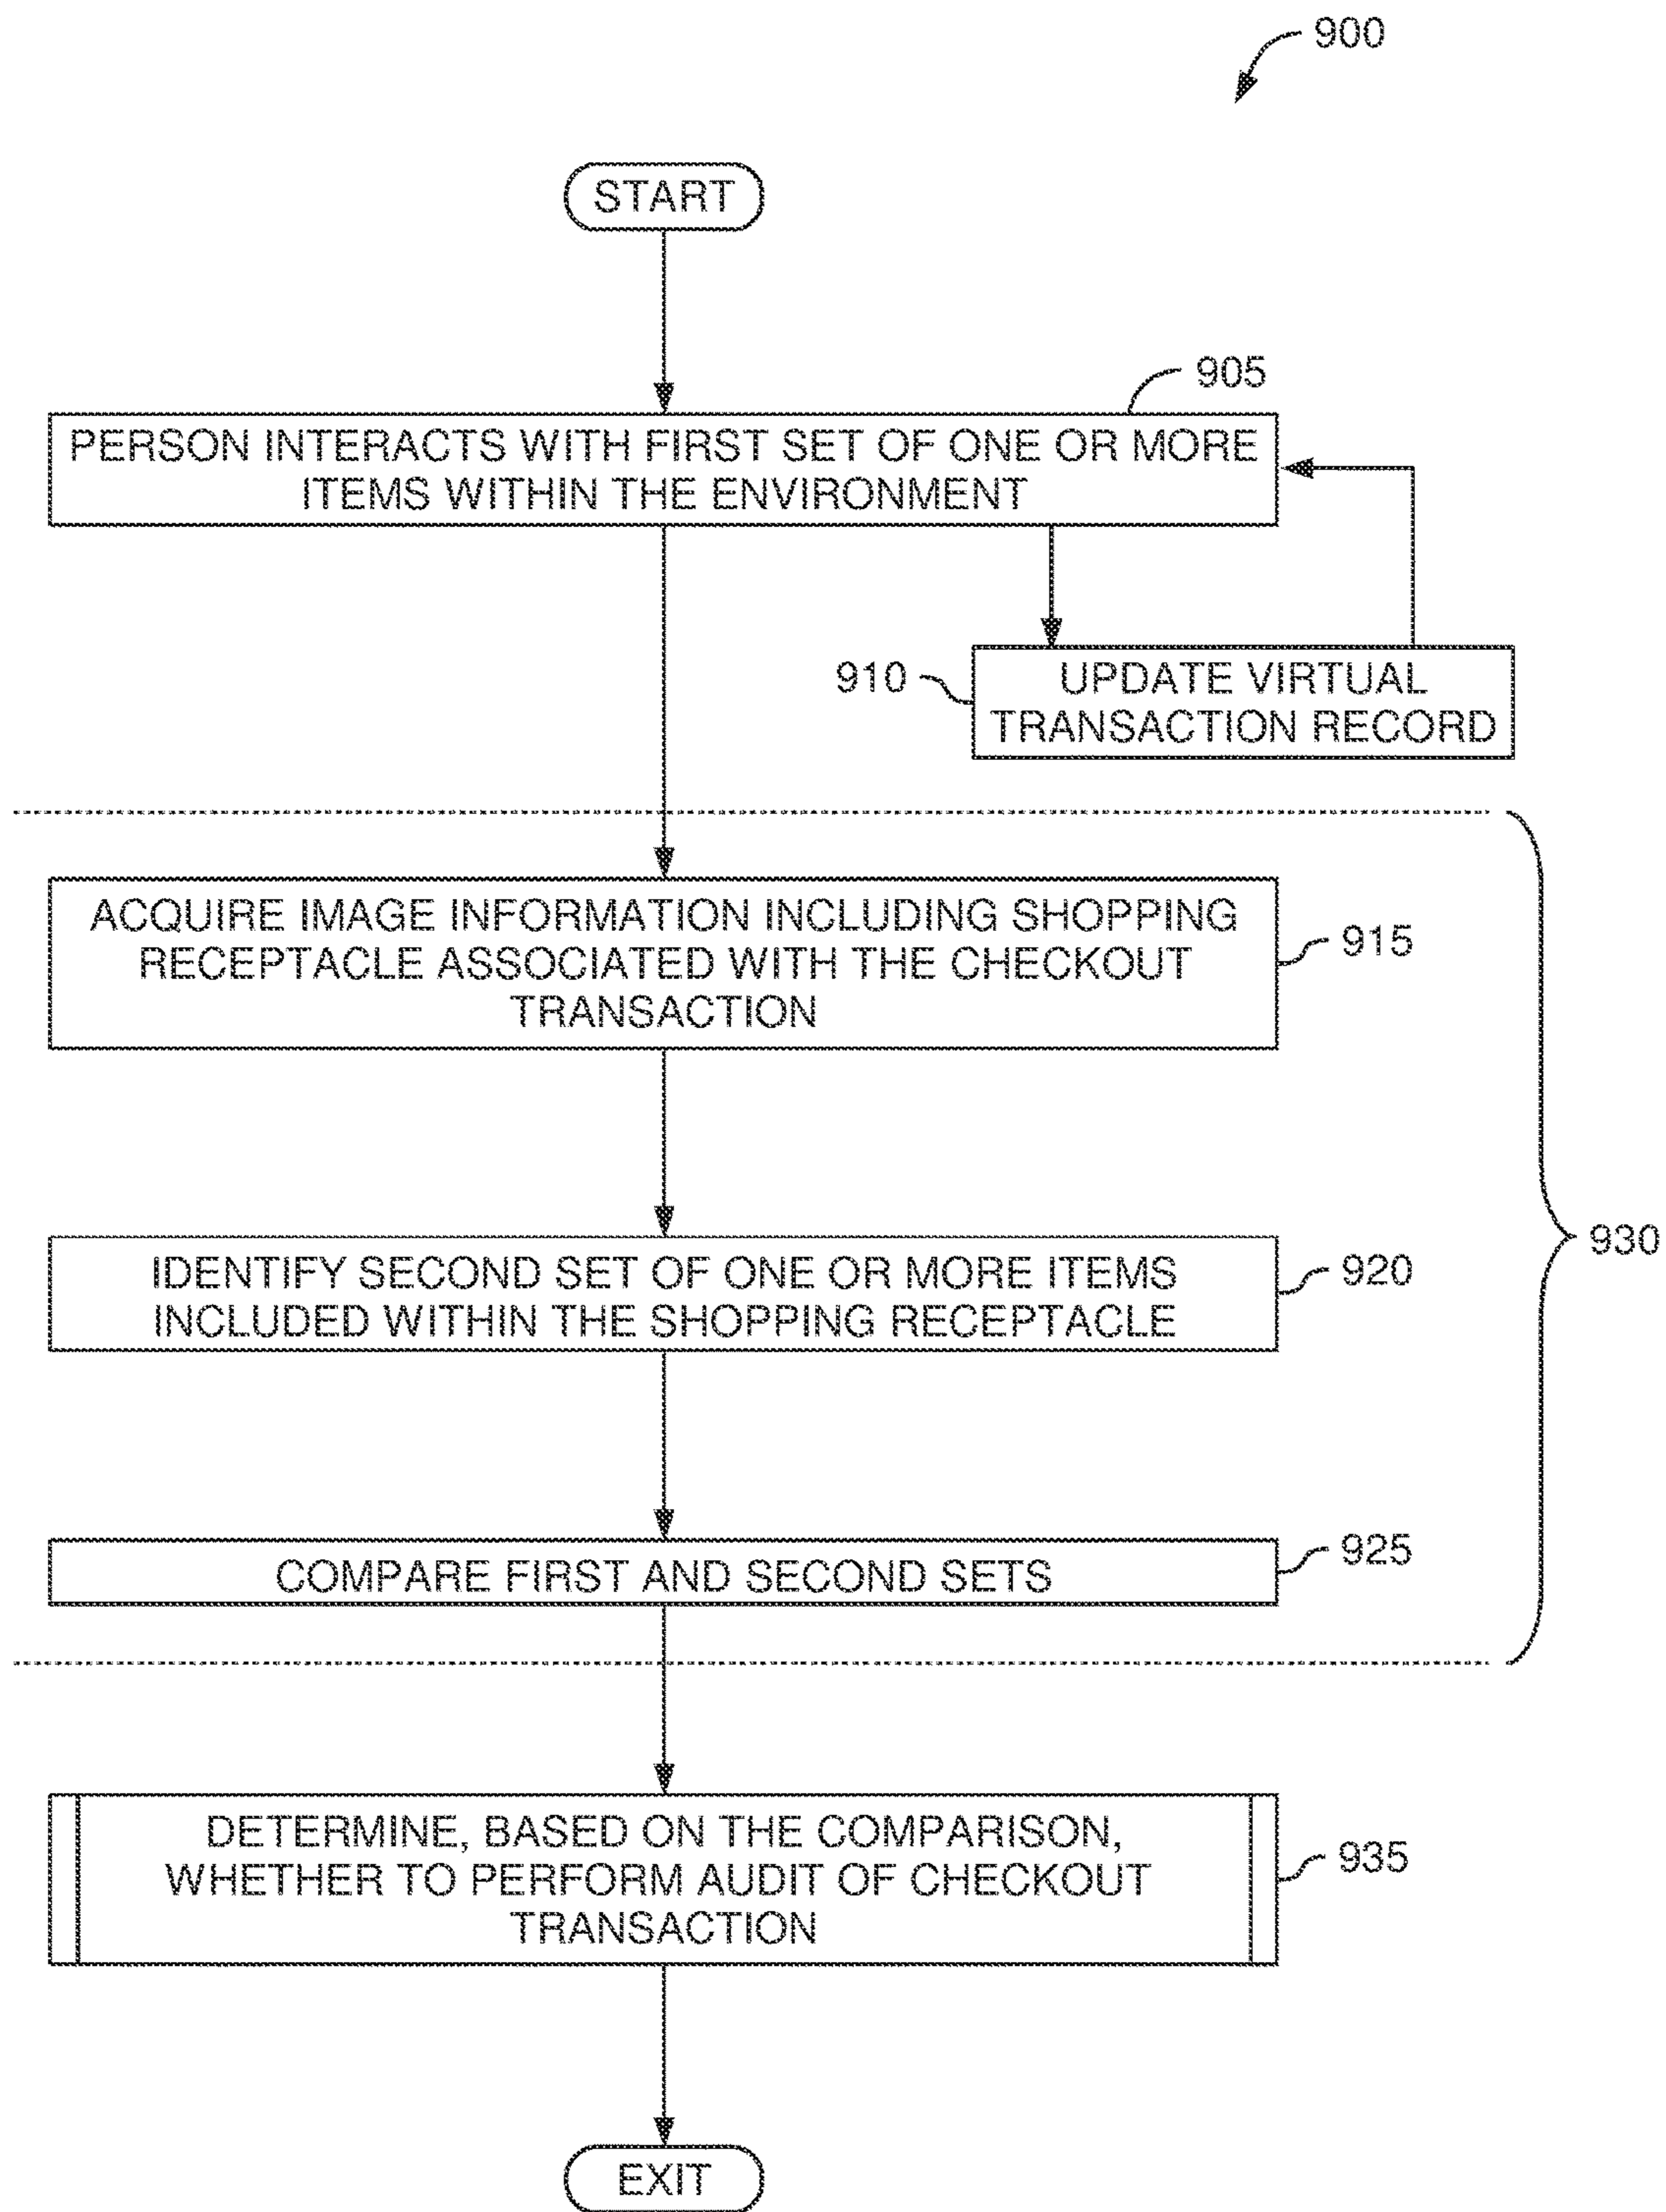 900
START
905
PERSON INTERACTS WITH FIRST SET OF ONE OR MORE
ITEMS WITHIN THE ENVIRONMENT
910
UPDATE VIRTUAL
TRANSACTION RECORD
ACQUIRE IMAGE INFORMATION INCLUDING SHOPPING
RECEPTACLE ASSOCIATED WITH THE CHECKOUT
TRANSACTION
915
930
IDENTIFY SECOND SET OF ONE OR MORE ITEMS
INCLUDED WITHIN THE SHOPPING RECEPTACLE
920
COMPARE FIRST AND SECOND SETS
925
DETERMINE, BASED ON THE COMPARISON,
WHETHER TO PERFORM AUDIT OF CHECKOUT
TRANSACTION
935
EXIT